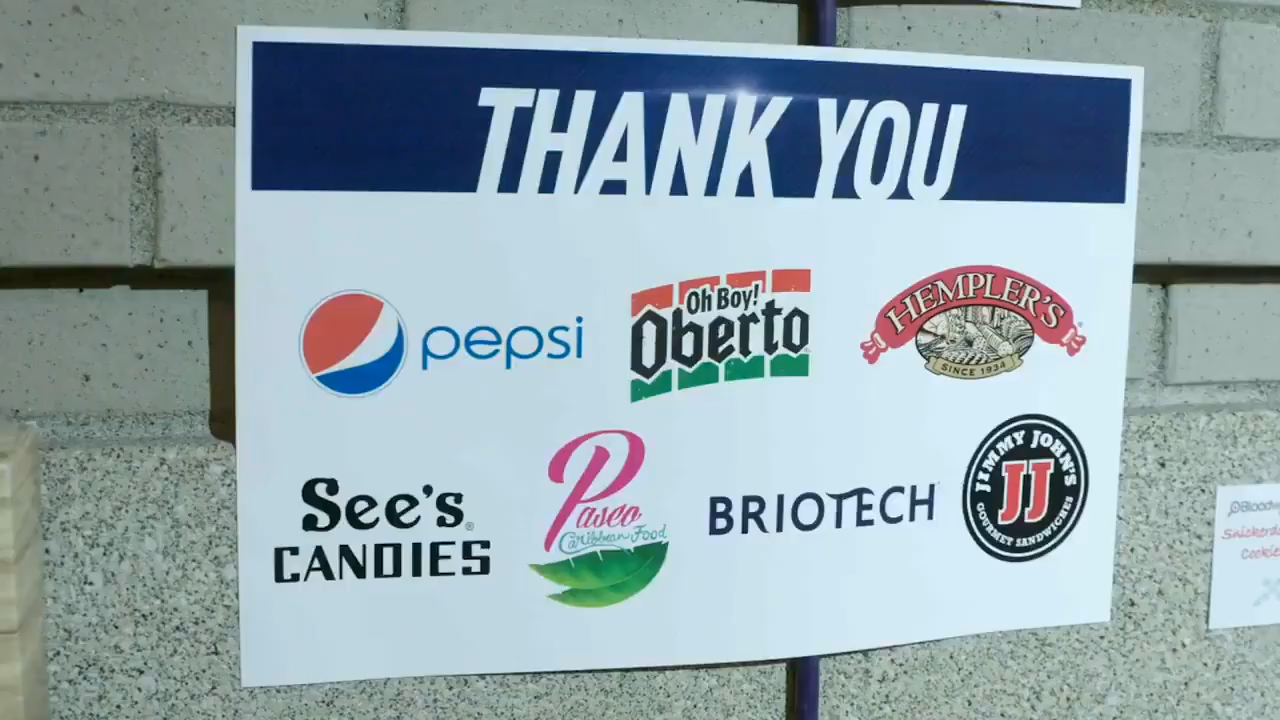 THANK YOU
pepsi
Oh Boy!
Oberto
HEMPLER'S
SINCE 1934
See's
CANDIES
Paseo
Caribbean Food
BRIOTECH
JIMMY JOHN'S
JJ
GOURMET SANDWICHES